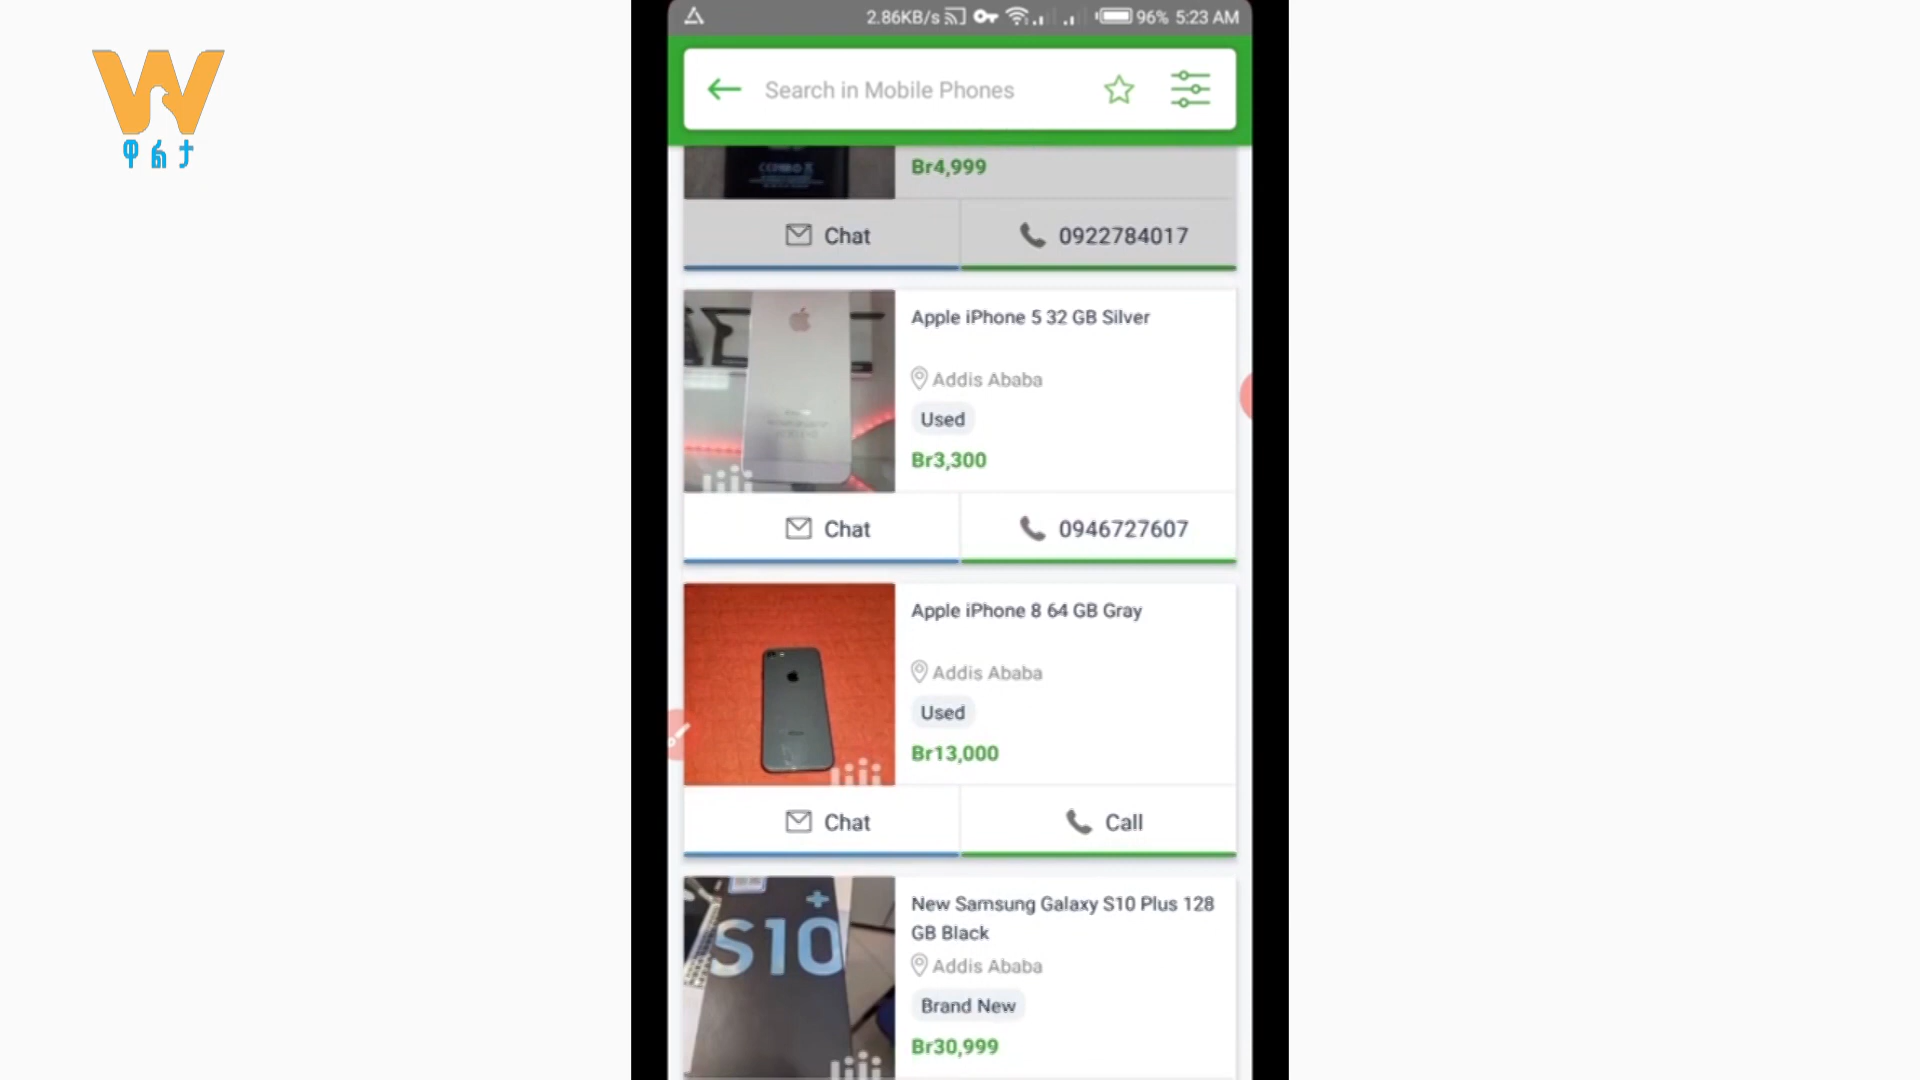 W
ዋልታ
2.86KB/s 96% 5:23 AM
Search in Mobile Phones
Br4,999
Chat 0922784017
Apple iPhone 5 32 GB Silver
Addis Ababa
Used
Br3,300
Chat 0946727607
Apple iPhone 8 64 GB Gray
Addis Ababa
Used
Br13,000
Chat Call
S10+
New Samsung Galaxy S10 Plus 128
GB Black
Addis Ababa
Brand New
Br30,999